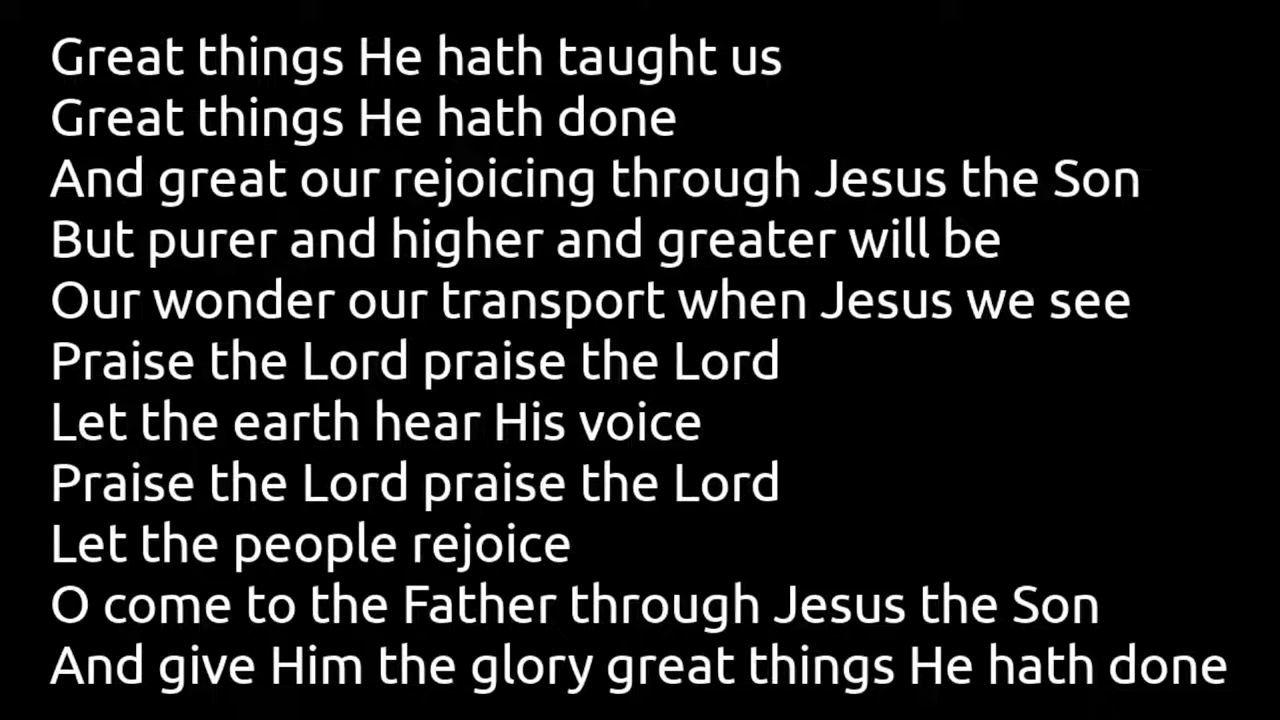 Great things He hath taught us
Great things He hath done
And great our rejoicing through Jesus the Son
But purer and higher and greater will be
Our wonder our transport when Jesus we see
Praise the Lord praise the Lord
Let the earth hear His voice
Praise the Lord praise the Lord
Let the people rejoice
O come to the Father through Jesus the Son
And give Him the glory great things He hath done